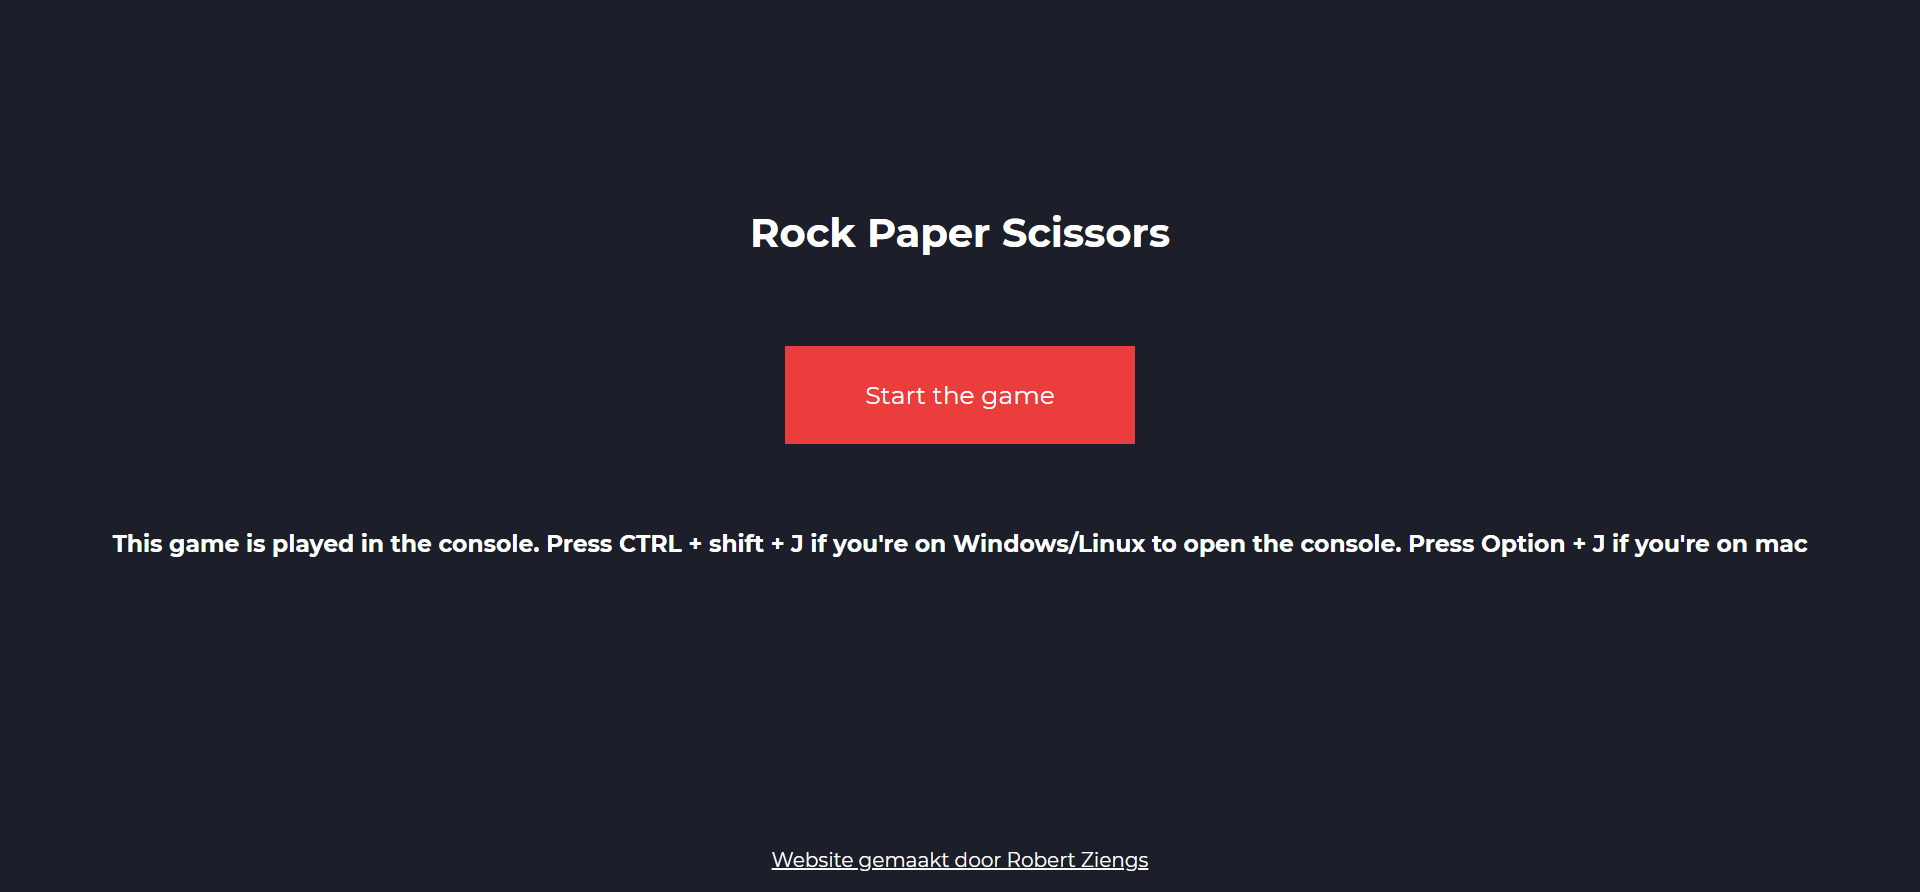 Rock Paper Scissors
Start the game
This game is played in the console. Press CTRL + shift + J if you're on Windows/Linux to open the console. Press Option + J if you're on mac
Website gemaakt door Robert Ziengs